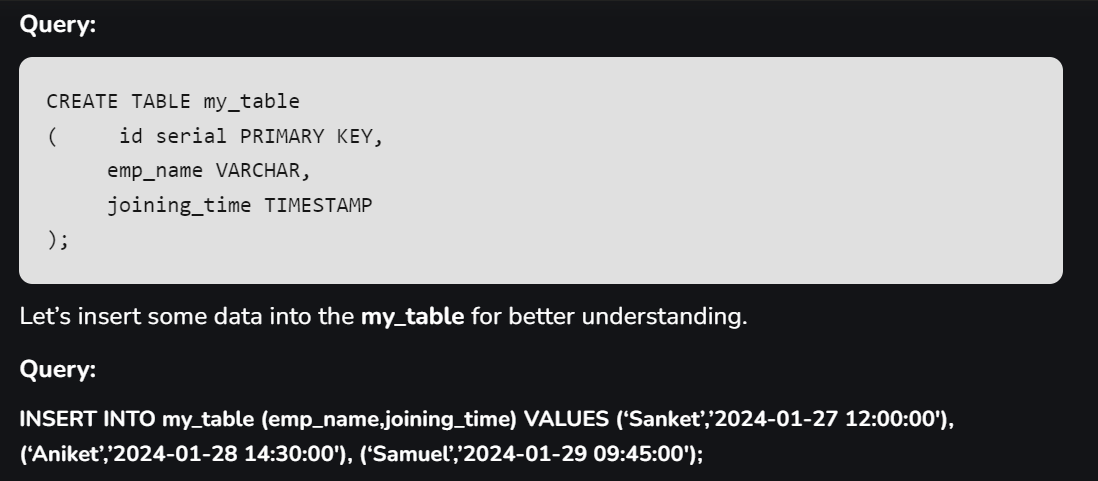 Query:
CREATE TABLE my_table
(     id serial PRIMARY KEY,
     emp_name VARCHAR,
     joining_time TIMESTAMP
);
Let’s insert some data into the my_table for better understanding.
Query:
INSERT INTO my_table (emp_name,joining_time) VALUES (‘Sanket’,’2024-01-27 12:00:00'),
(‘Aniket’,’2024-01-28 14:30:00'), (‘Samuel’,’2024-01-29 09:45:00');